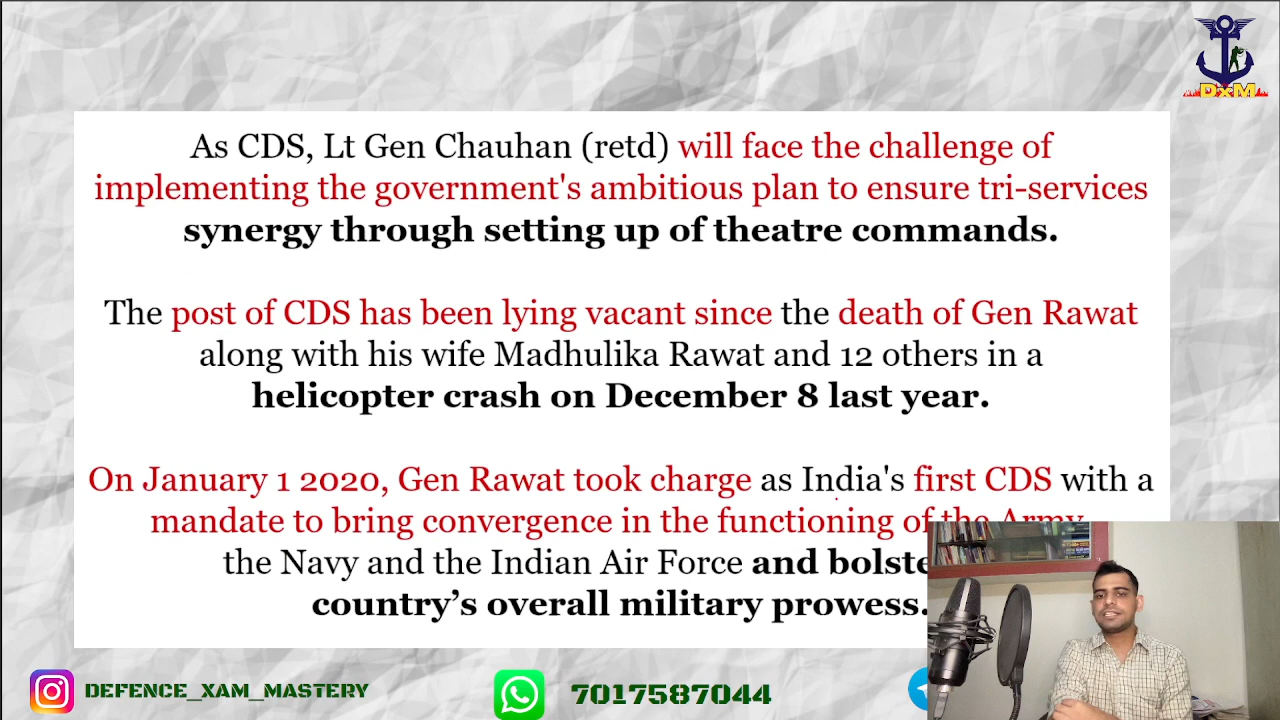 DxM
As CDS, Lt Gen Chauhan (retd) will face the challenge of
implementing the government's ambitious plan to ensure tri-services
synergy through setting up of theatre commands.
The post of CDS has been lying vacant since the death of Gen Rawat
along with his wife Madhulika Rawat and 12 others in a
helicopter crash on December 8 last year.
On January 1 2020, Gen Rawat took charge as India's first CDS with a
mandate to bring convergence in the functioning of the Army
the Navy and the Indian Air Force and bolste
country’s overall military prowess.
DEFENCE_XAM_MASTERY
7017587044